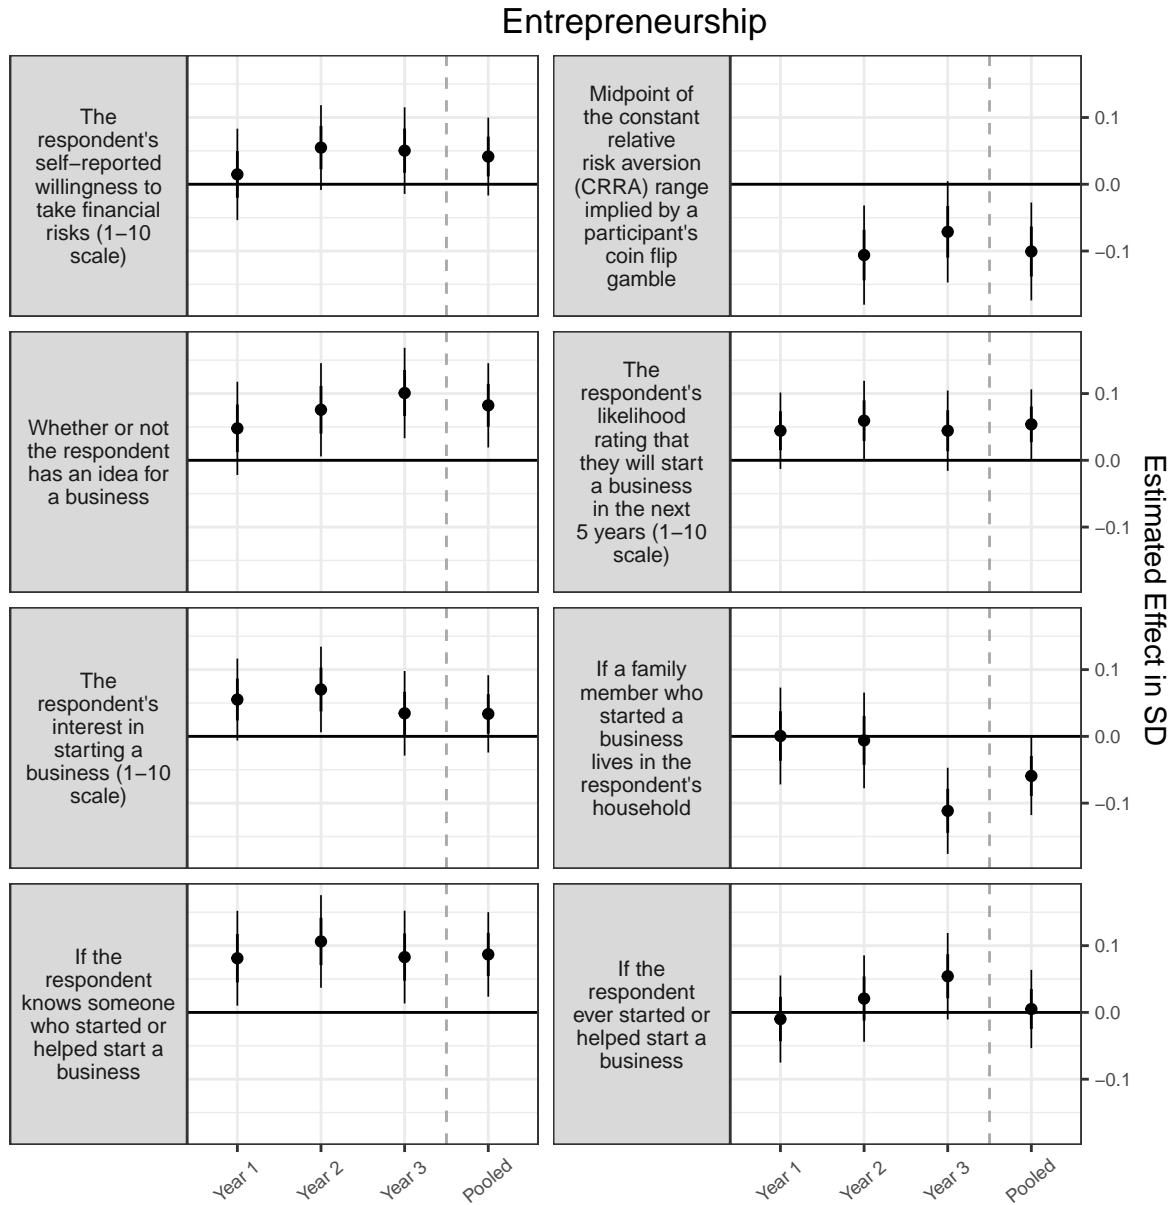 Entrepreneurship
The
respondent's
self−reported
willingness to
take financial
risks (1−10
scale)
Midpoint of
the constant
relative
risk aversion
(CRRA) range
implied by a
participant's
coin flip
gamble
0.1
0.0
−0.1
Whether or not
the respondent
has an idea for
a business
The
respondent's
likelihood
rating that
they will start
a business
in the next
5 years (1−10
scale)
0.1
0.0
−0.1
The
respondent's
interest in
starting a
business (1−10
scale)
If a family
member who
started a
business
lives in the
respondent's
household
0.1
0.0
−0.1
If the
respondent
knows someone
who started or
helped start a
business
If the
respondent
ever started or
helped start a
business
0.1
0.0
−0.1
Year 1
Year 2
Year 3
Pooled
Year 1
Year 2
Year 3
Pooled
Estimated Effect in SD